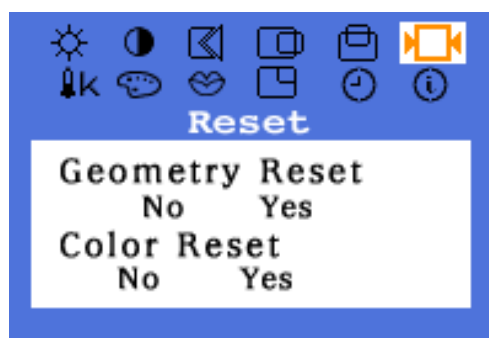 k
Reset
Geometry Reset
No Yes
Color Reset
No Yes